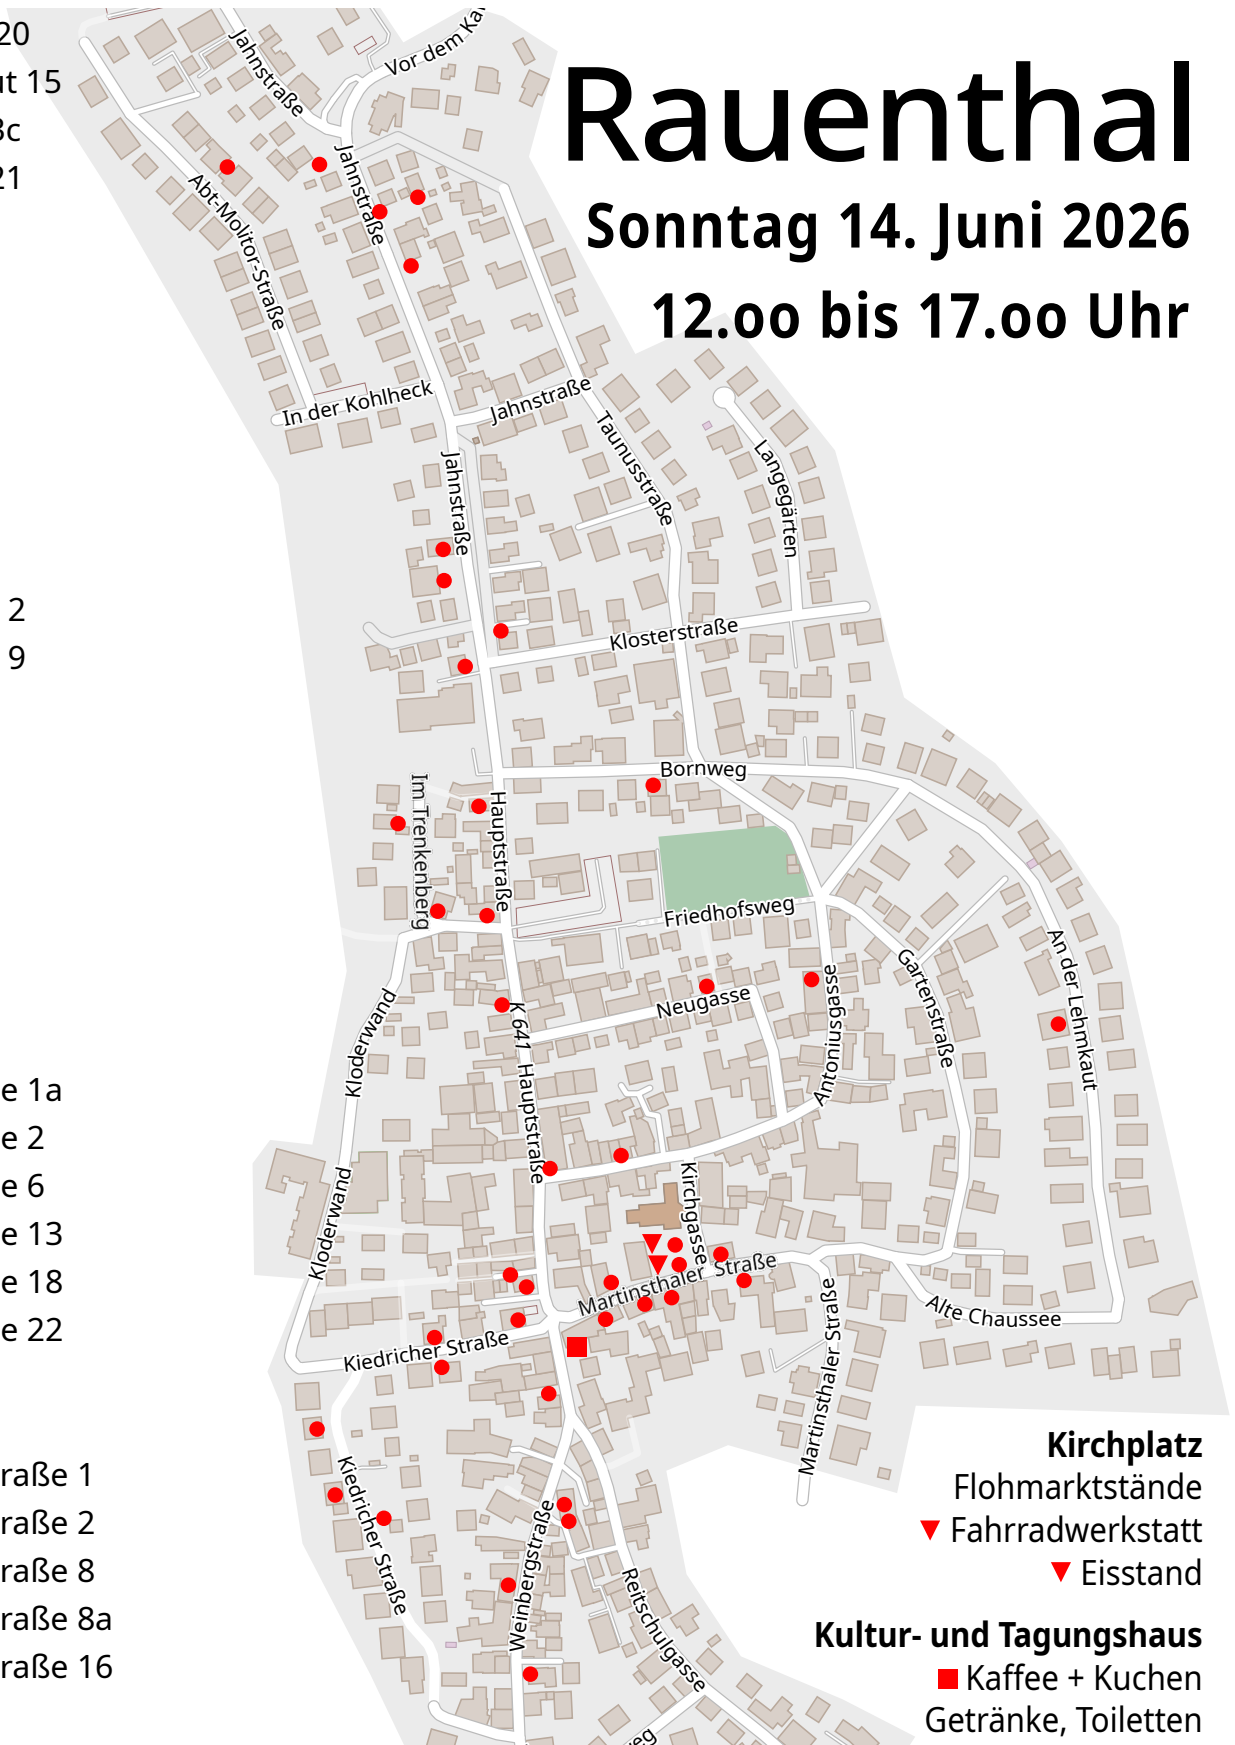 Rauenthal
Sonntag 14. Juni 2026
12.oo bis 17.oo Uhr
20
15
3c
21
2
9
e 1a
e 2
e 6
e 13
e 18
e 22
raße 1
raße 2
raße 8
raße 8a
raße 16
Jahnstraße
Vor dem
Jahnstraße
Abt-Molitor-Straße
In der Kohlheck
Jahnstraße
Taunusstraße
Langegärten
Jahnstraße
Klosterstraße
Bornweg
Im Trenkenberg
Hauptstraße
Friedhofsweg
Gartenstraße
An der Lehmkaut
Neugasse
Antoniusgasse
K 641
Kloderwand
Hauptstraße
Kirchgasse
Kloderwand
Martinsthaler Straße
Alte Chaussee
Martinsthaler Straße
Kiedricher Straße
Kiedricher Straße
Weinbergstraße
Reitschulgasse
eg
Kirchplatz
Flohmarktstände
Fahrradwerkstatt
Eisstand
Kultur- und Tagungshaus
Kaffee + Kuchen
Getränke, Toiletten